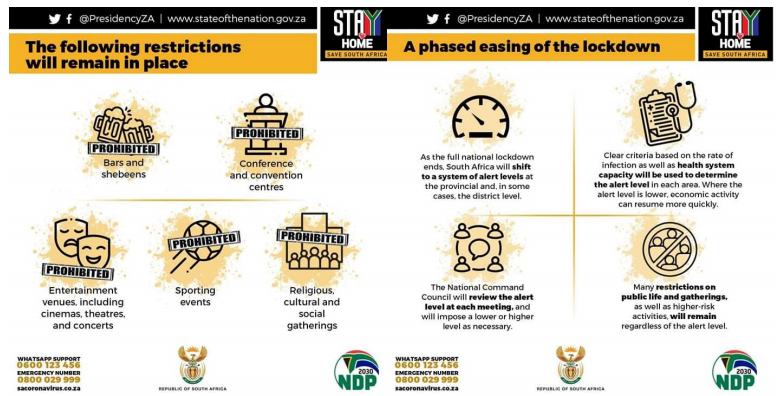 @PresidencyZA | www.stateofthenation.gov.za
STAY
@HOME
SAVE SOUTH AFRICA
The following restrictions
will remain in place
PROHIBITED
Bars and
shebeens
PROHIBITED
Conference
and convention
centres
PROHIBITED
Entertainment
venues, including
cinemas, theatres,
and concerts
PROHIBITED
Sporting
events
PROHIBITED
Religious,
cultural and
social
gatherings
WHATSAPP SUPPORT
0600 123 456
EMERGENCY NUMBER
0800 029 999
sacoronavirus.co.za
REPUBLIC OF SOUTH AFRICA
2030
NDP
@PresidencyZA | www.stateofthenation.gov.za
STAY
@HOME
SAVE SOUTH AFRICA
A phased easing of the lockdown
As the full national lockdown
ends, South Africa will shift
to a system of alert levels at
the provincial and, in some
cases, the district level.
Clear criteria based on the rate of
infection as well as health system
capacity will be used to determine
the alert level in each area. Where the
alert level is lower, economic activity
can resume more quickly.
The National Command
Council will review the alert
level at each meeting, and
will impose a lower or higher
level as necessary.
Many restrictions on
public life and gatherings,
as well as higher-risk
activities, will remain
regardless of the alert level.
WHATSAPP SUPPORT
0600 123 456
EMERGENCY NUMBER
0800 029 999
sacoronavirus.co.za
REPUBLIC OF SOUTH AFRICA
2030
NDP